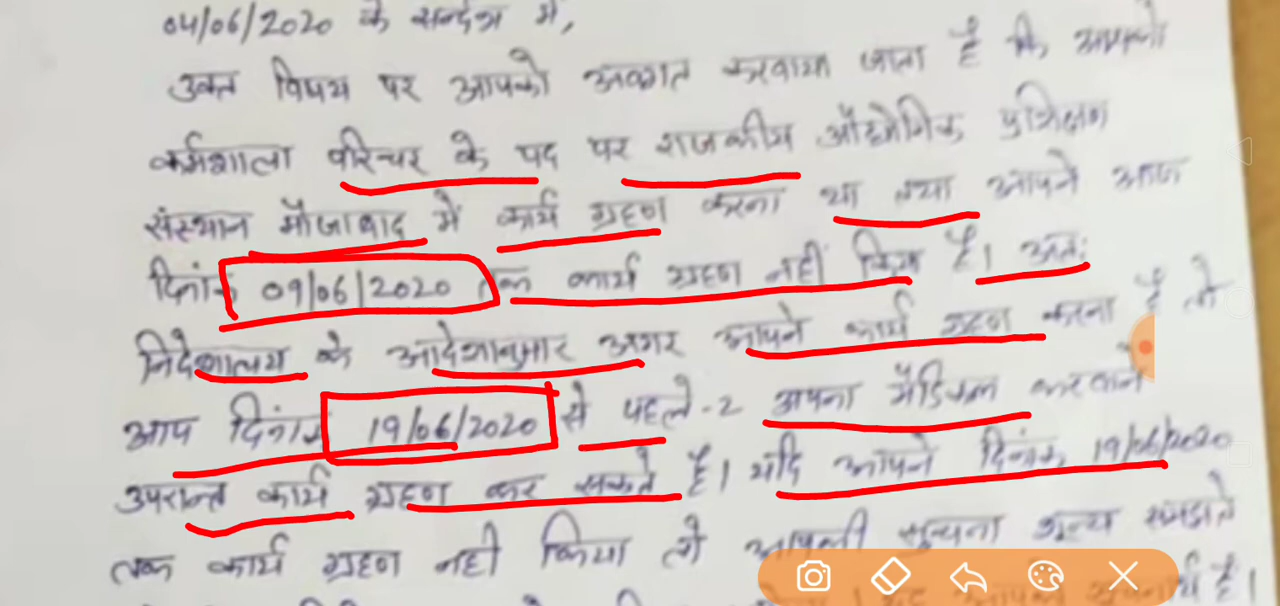 04/06/2020 के सन्दर्भ में,
उक्त विषय पर आपको अवगत करवाया जाता है कि आपको
कर्मशाला परिचर के पद पर राजकीय औद्योगिक प्रशिक्षण
संस्थान मौजाबाद में कार्य ग्रहण करना था तथा आपने आज
दिनांक 09/06/2020 तक कार्य ग्रहण नहीं किया है। अतः
निदेशालय के आदेशानुसार अगर आपने कार्य ग्रहण करना है तो
आप दिनांक 19/06/2020 से पहले-2 अपना मैडिकल करवाने
उपरान्त कार्य ग्रहण कर सकते है। यदि आपने दिनांक 19/06/2020
तक कार्य ग्रहण नही किया तो आपकी सुचना शून्य समझते